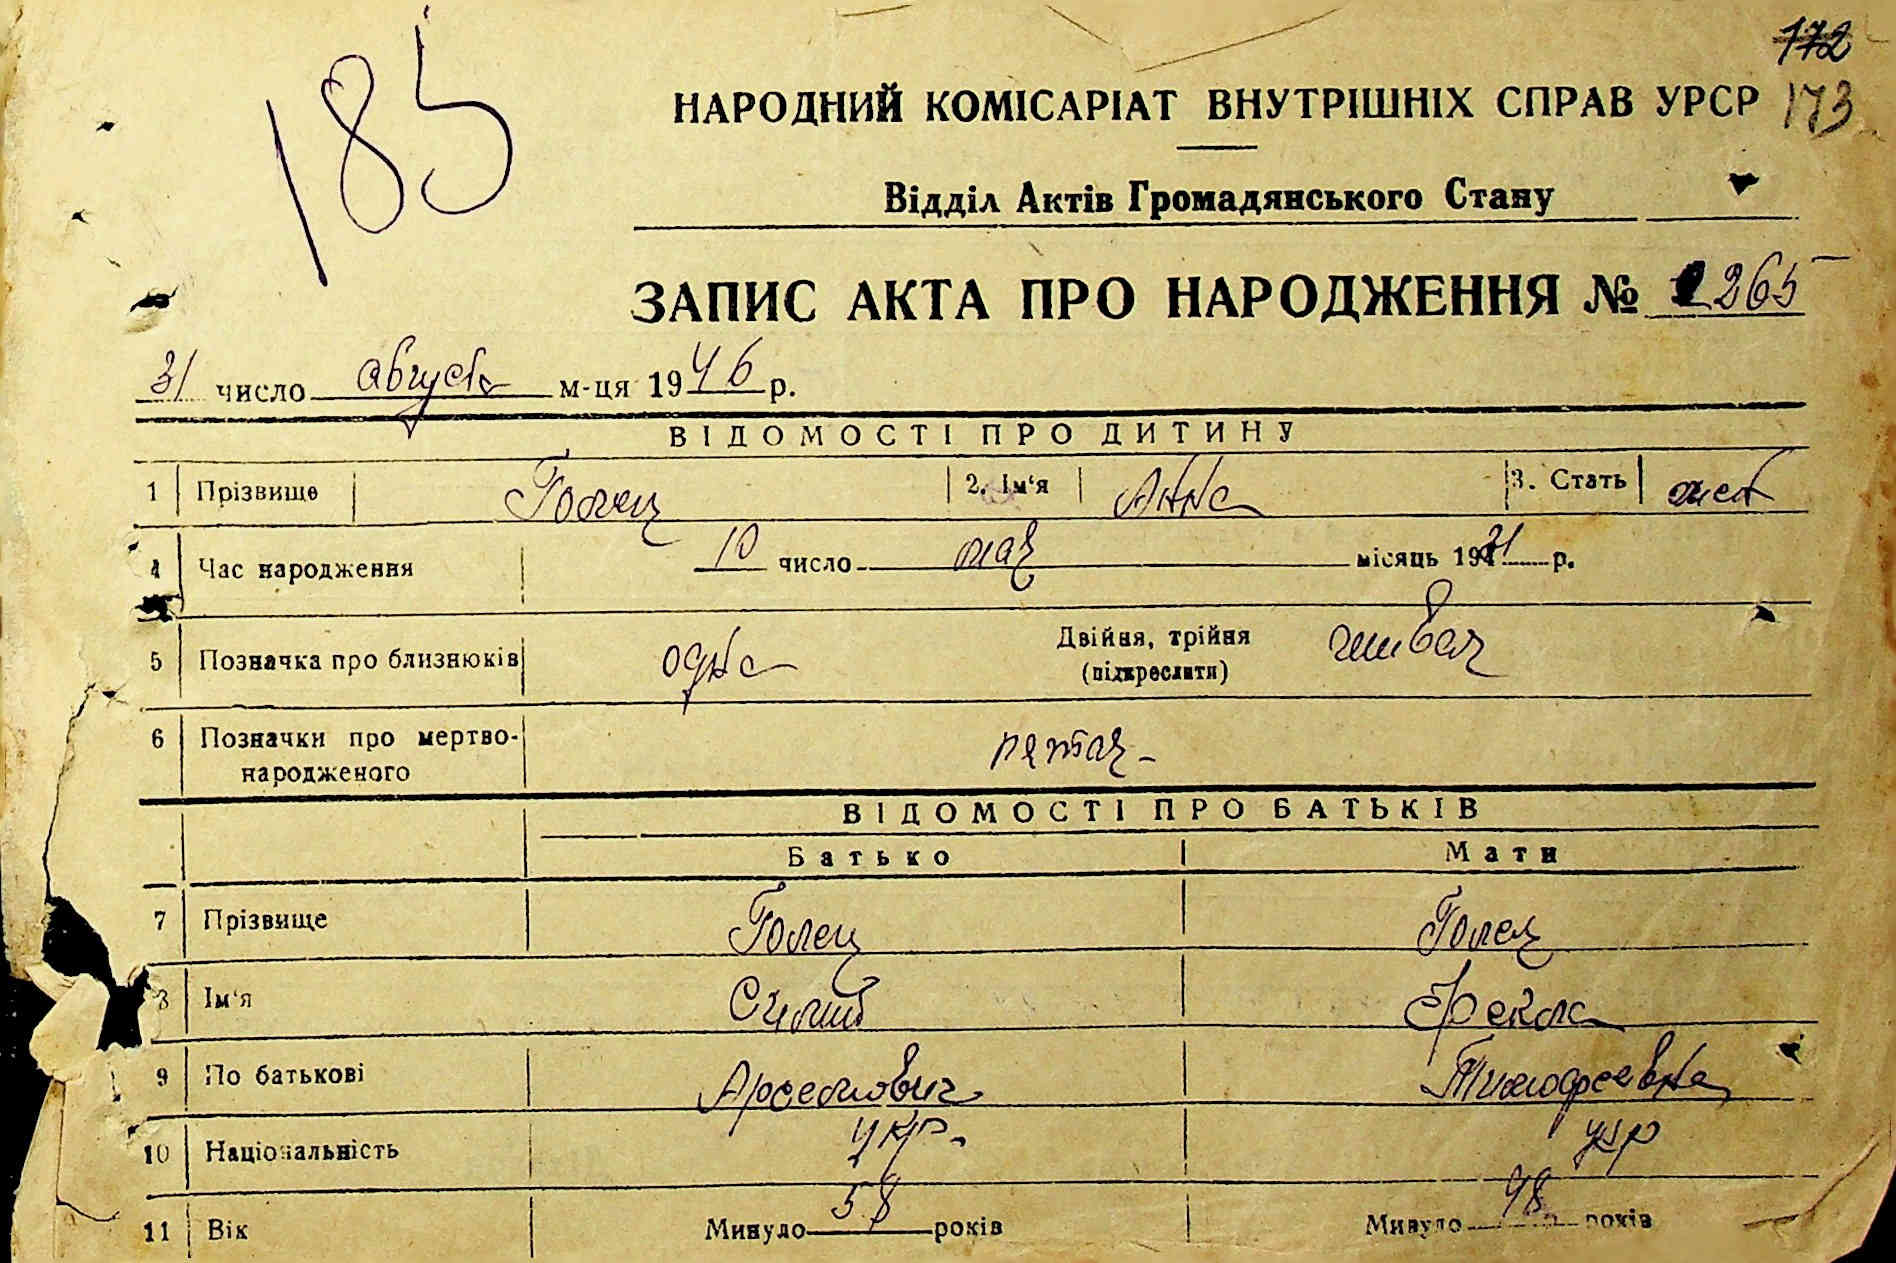 185
172
173
НАРОДНИЙ КОМІСАРІАТ ВНУТРІШНІХ СПРАВ УРСР
Відділ Актів Громадянського Стану
ЗАПИС АКТА ПРО НАРОДЖЕННЯ № 265
31 число августа м-ця 1946 р.
ВІДОМОСТІ ПРО ДИТИНУ
1 Прізвище Голец 2. Ім'я Анна 3. Стать жен
4 Час народження 10 число мая місяць 1921 р.
5 Позначка про близнюків одна Двійня, трійня
(підкреслити)
6 Позначки про мертво-
народженого
ВІДОМОСТІ ПРО БАТЬКІВ
Батько Мати
7 Прізвище Голец Голец
8 Ім'я Фекла
9 По батькові Тимофеевна
10 Національність укр. укр
11 Вік Минуло 58 років Минуло 48 років